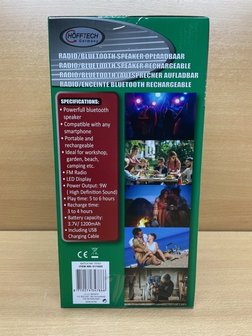 HÖFFTECH
Germany
RADIO/BLUETOOTH SPEAKER OPLAADBAAR
RADIO/BLUETOOTH SPEAKER RECHARGEABLE
RADIO/BLUETOOTH LAUTSPRECHER AUFLADBAR
RADIO/ENCEINTE BLUETOOTH RECHARGEABLE
SPECIFICATIONS:
• Powerfull bluetooth
speaker
• Compatible with any
smartphone
• Portable and
rechargeable
• Ideal for workshop,
garden, beach,
camping etc.
• FM Radio
• LED Display
• Power Output: 9W
( High Definition Sound)
• Play time: 5 to 6 hours
• Recharge time:
3 to 4 hours
• Battery capacity:
3.7V/ 1200mAh
• Including USB
Charging Cable
CE